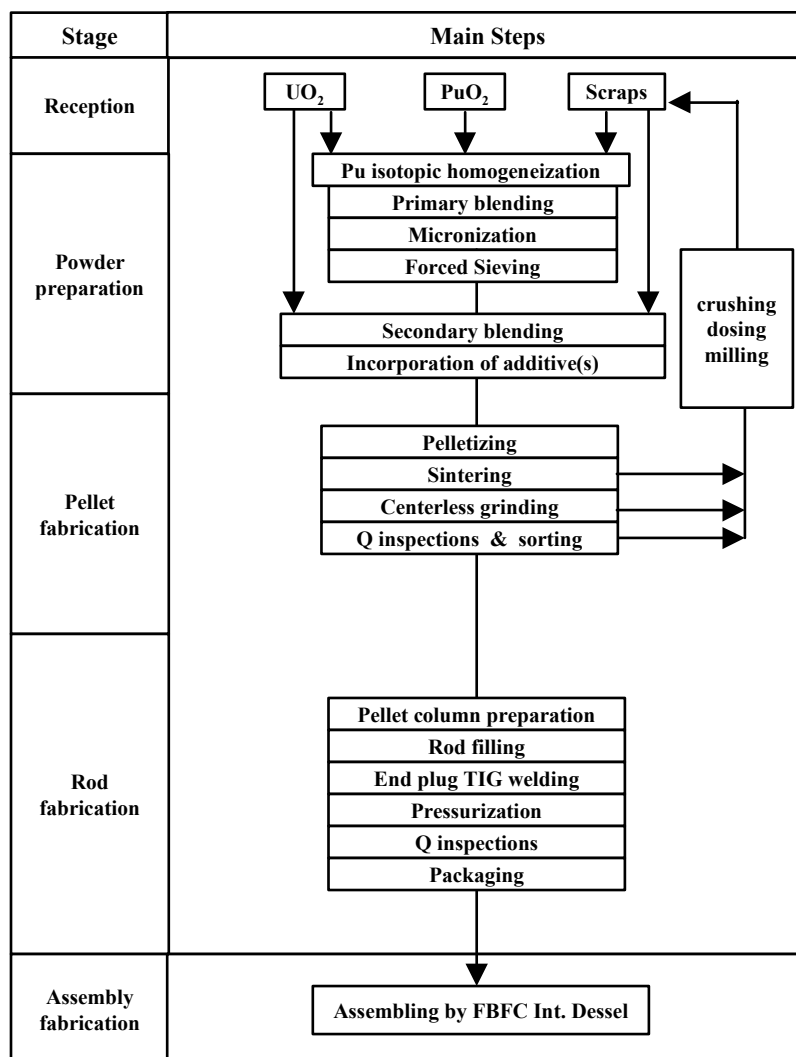 Stage
Main Steps
Reception
UO₂
PuO₂
Scraps
Powder
preparation
Pu isotopic homogeneization
Primary blending
Micronization
Forced Sieving
Secondary blending
Incorporation of additive(s)
crushing
dosing
milling
Pellet
fabrication
Pelletizing
Sintering
Centerless grinding
Q inspections & sorting
Rod
fabrication
Pellet column preparation
Rod filling
End plug TIG welding
Pressurization
Q inspections
Packaging
Assembly
fabrication
Assembling by FBFC Int. Dessel